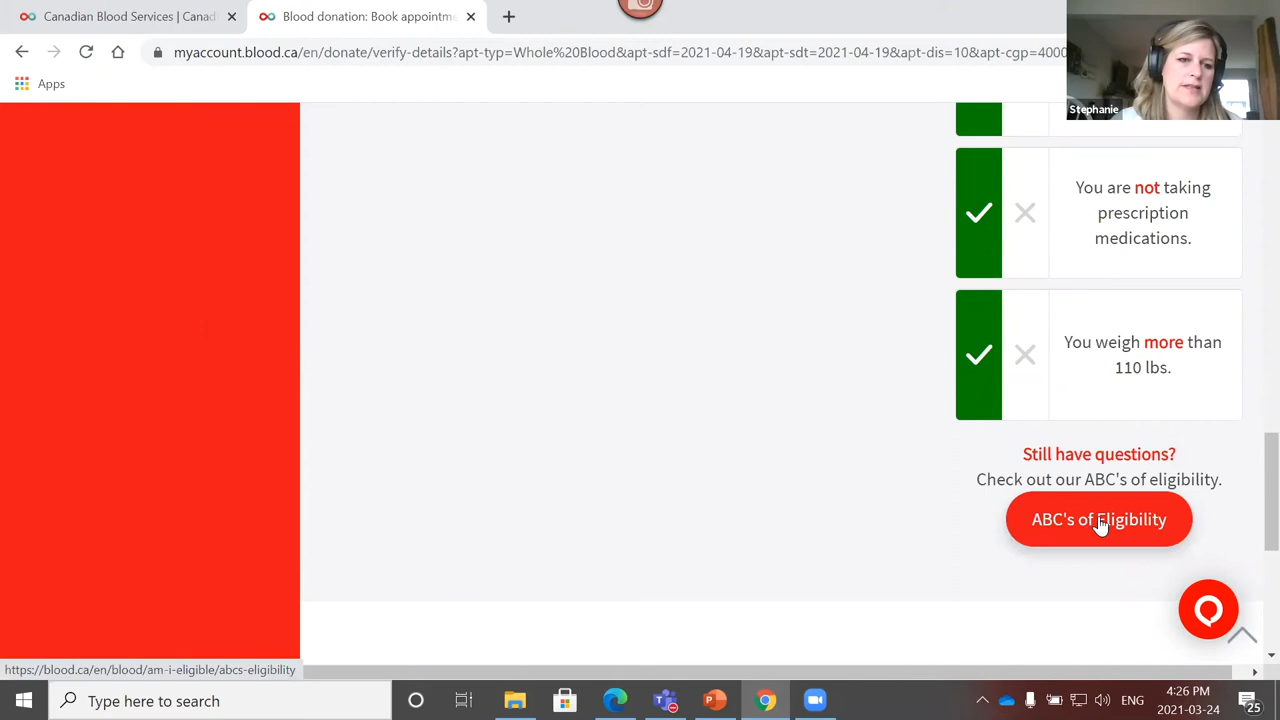 Canadian Blood Services | Canad
Blood donation: Book appointme
myaccount.blood.ca/en/donate/verify-details?apt-typ=Whole%20Blood&apt-sdf=2021-04-19&apt-sdt=2021-04-19&apt-dis=10&apt-cgp=4000
Apps
Stephanie
You are not taking
prescription
medications.
You weigh more than
110 lbs.
Still have questions?
Check out our ABC's of eligibility.
ABC's of Eligibility
https://blood.ca/en/blood/am-i-eligible/abcs-eligibility
Type here to search
ENG
4:26 PM
2021-03-24
25